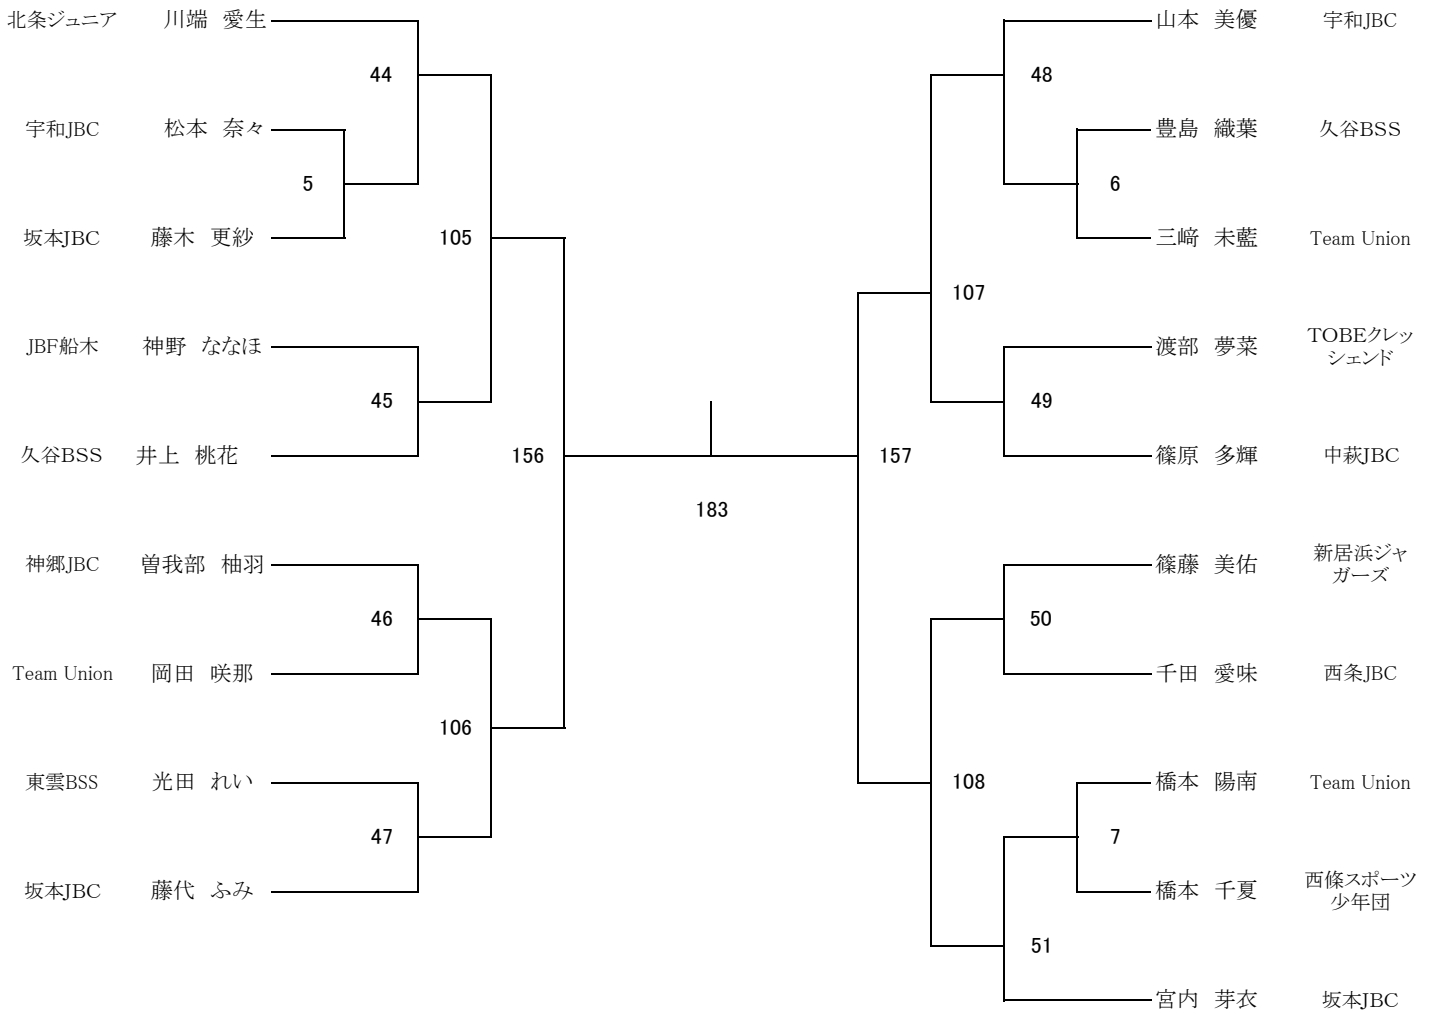 北条ジュニア 川端 愛生
44
宇和JBC 松本 奈々
5
坂本JBC 藤木 更紗
105
JBF船木 神野 ななほ
45
久谷BSS 井上 桃花
156
神郷JBC 曽我部 柚羽
46
Team Union 岡田 咲那
106
東雲BSS 光田 れい
47
坂本JBC 藤代 ふみ
183
山本 美優 宇和JBC
48
豊島 織葉 久谷BSS
6
三﨑 未藍 Team Union
107
渡部 夢菜 TOBEクレッ
シェンド
49
篠原 多輝 中萩JBC
157
篠藤 美佑 新居浜ジャ
ガーズ
50
千田 愛味 西条JBC
108
橋本 陽南 Team Union
7
橋本 千夏 西條スポーツ
少年団
51
宮内 芽衣 坂本JBC